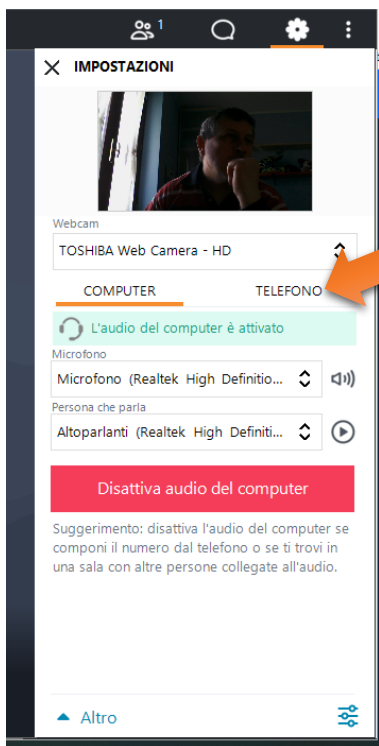 1
IMPOSTAZIONI
Webcam
TOSHIBA Web Camera - HD
COMPUTER
TELEFONO
L'audio del computer è attivato
Microfono
Microfono (Realtek High Definitio...
Persona che parla
Altoparlanti (Realtek High Definiti...
Disattiva audio del computer
Suggerimento: disattiva l'audio del computer se
componi il numero dal telefono o se ti trovi in
una sala con altre persone collegate all'audio.
Altro